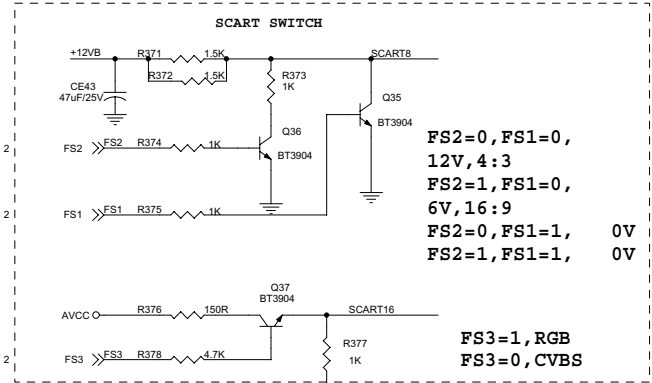 SCART SWITCH
+12VB R371 1.5K SCART8
R372 1.5K
CE43
47uF/25V
R373
1K
Q35
BT3904
Q36
BT3904
2 FS2 FS2 R374 1K
2 FS1 FS1 R375 1K
FS2=0,FS1=0,
12V,4:3
FS2=1,FS1=0,
6V,16:9
FS2=0,FS1=1, 0V
FS2=1,FS1=1, 0V
Q37
BT3904
AVCC R376 150R SCART16
R377
1K
2 FS3 FS3 R378 4.7K
FS3=1,RGB
FS3=0,CVBS